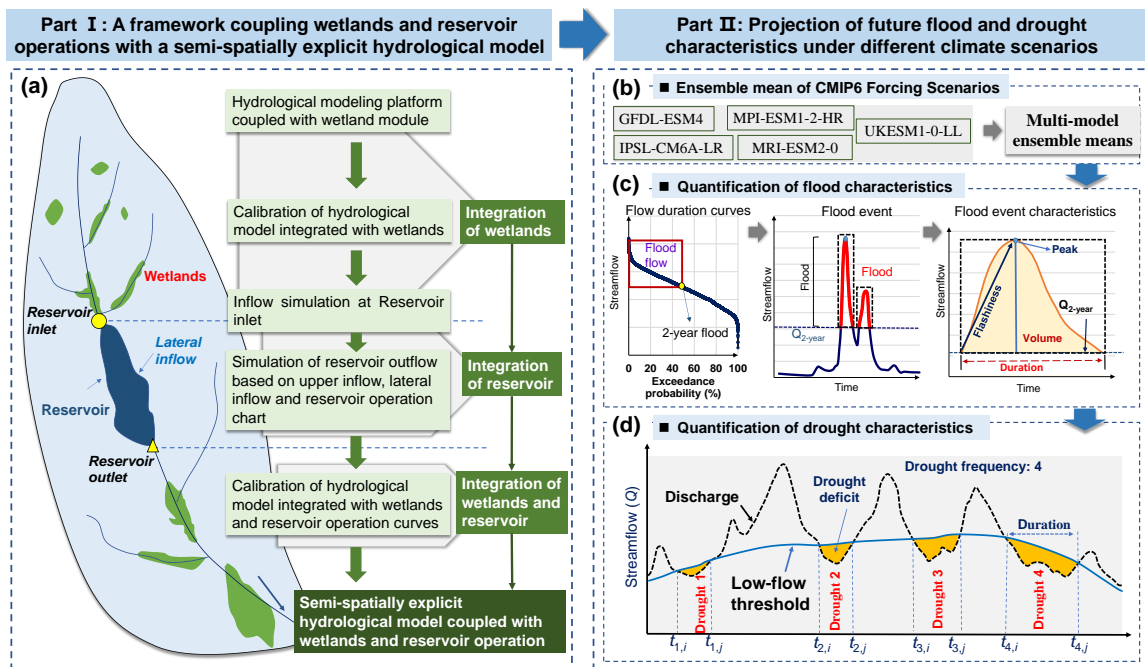 Part Ⅰ: A framework coupling wetlands and reservoir
operations with a semi-spatially explicit hydrological model
Part Ⅱ: Projection of future flood and drought
characteristics under different climate scenarios
(a)
Hydrological modeling platform
coupled with wetland module
Calibration of hydrological
model integrated with wetlands
Integration
of wetlands
Wetlands
Reservoir
inlet
Inflow simulation at Reservoir
inlet
Lateral
inflow
Simulation of reservoir outflow
based on upper inflow, lateral
inflow and reservoir operation
chart
Integration
of reservoir
Reservoir
Reservoir
outlet
Calibration of hydrological
model integrated with wetlands
and reservoir operation curves
Integration
of wetlands
and
reservoir
Semi-spatially explicit
hydrological model coupled with
wetlands and reservoir operation
(b)
■ Ensemble mean of CMIP6 Forcing Scenarios
GFDL-ESM4
MPI-ESM1-2-HR
UKESM1-0-LL
IPSL-CM6A-LR
MRI-ESM2-0
Multi-model
ensemble means
(c)
■ Quantification of flood characteristics
Flow duration curves
Streamflow
0
20
40
60
80
100
Flood
flow
2-year flood
Exceedance
probability (%)
Flood event
Streamflow
Flood
Flood
Q2-year
Time
Flood event characteristics
Streamflow
Peak
Flashiness
Q2-year
Volume
Duration
Time
(d)
■ Quantification of drought characteristics
Drought frequency: 4
Streamflow (Q)
Discharge
Drought
deficit
Duration
Low-flow
threshold
Drought 1
Drought 2
Drought 3
Drought 4
t1,i
t1,j
t2,i
t2,j
t3,i
t3,j
t4,i
t4,j